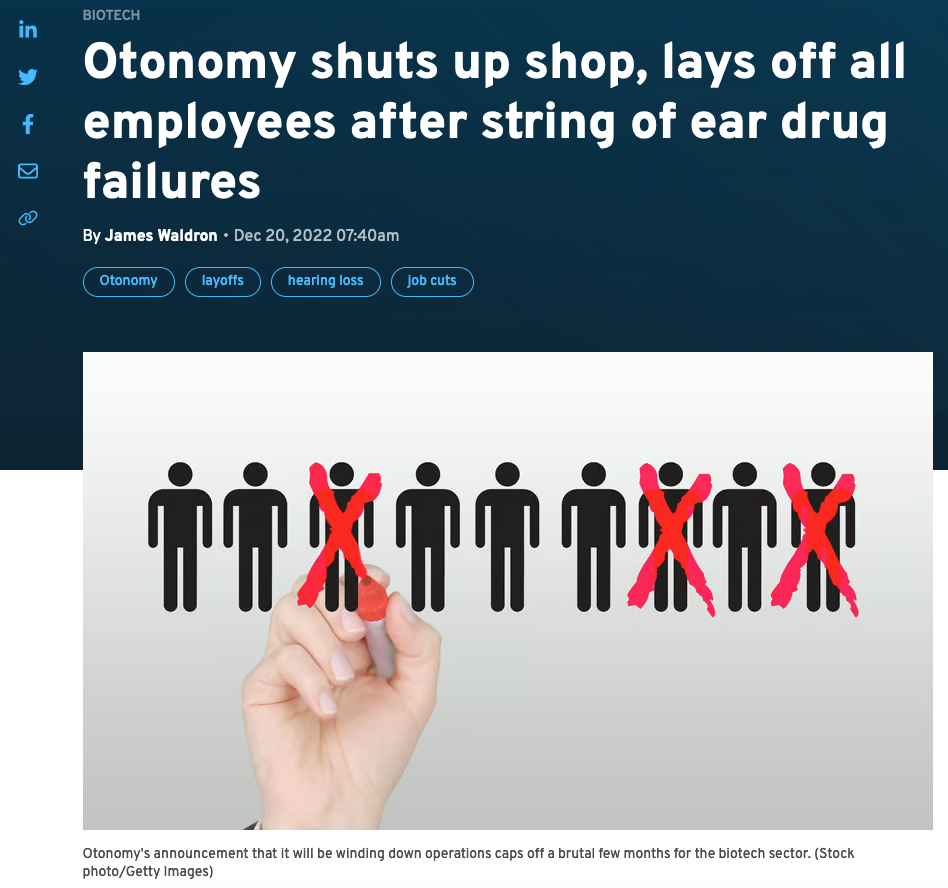 BIOTECH
Otonomy shuts up shop, lays off all
employees after string of ear drug
failures
By James Waldron • Dec 20, 2022 07:40am
Otonomy layoffs hearing loss job cuts
Otonomy's announcement that it will be winding down operations caps off a brutal few months for the biotech sector. (Stock
photo/Getty Images)